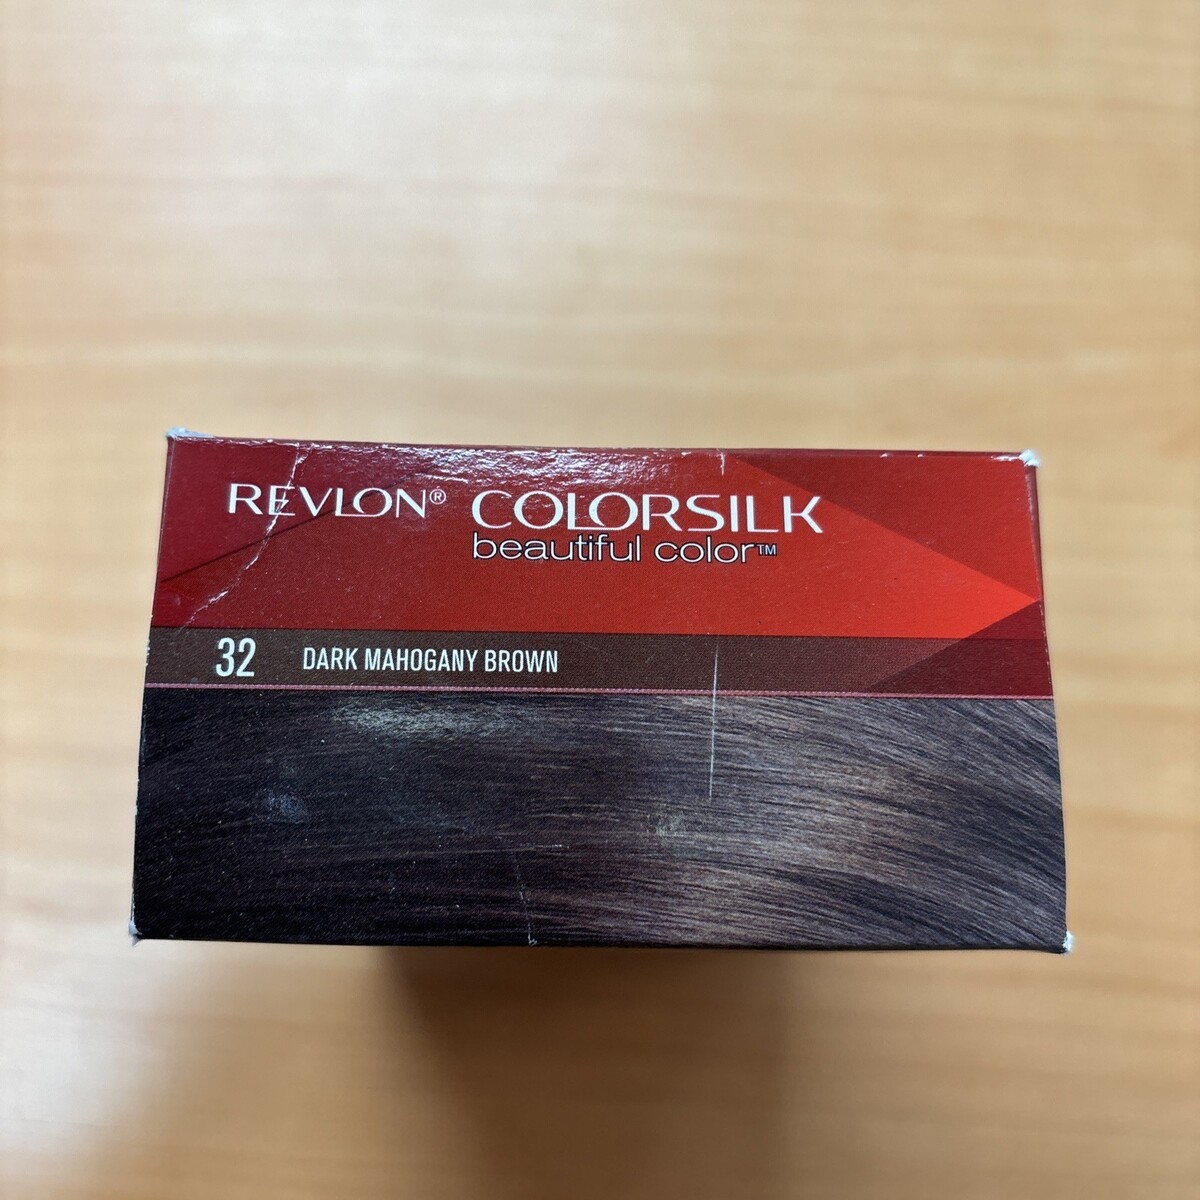 REVLON® COLORSILK
beautiful color™
32 DARK MAHOGANY BROWN